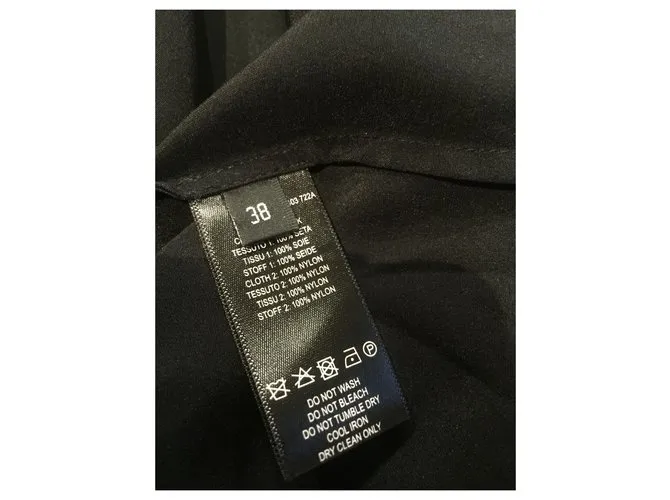 38
03 722A
TESSUTO 1: 100% SETA
TISSU 1: 100% SOIE
STOFF 1: 100% SEIDE
CLOTH 2: 100% NYLON
TESSUTO 2: 100% NYLON
TISSU 2: 100% NYLON
STOFF 2: 100% NYLON
P
DO NOT WASH
DO NOT BLEACH
DO NOT TUMBLE DRY
COOL IRON
DRY CLEAN ONLY